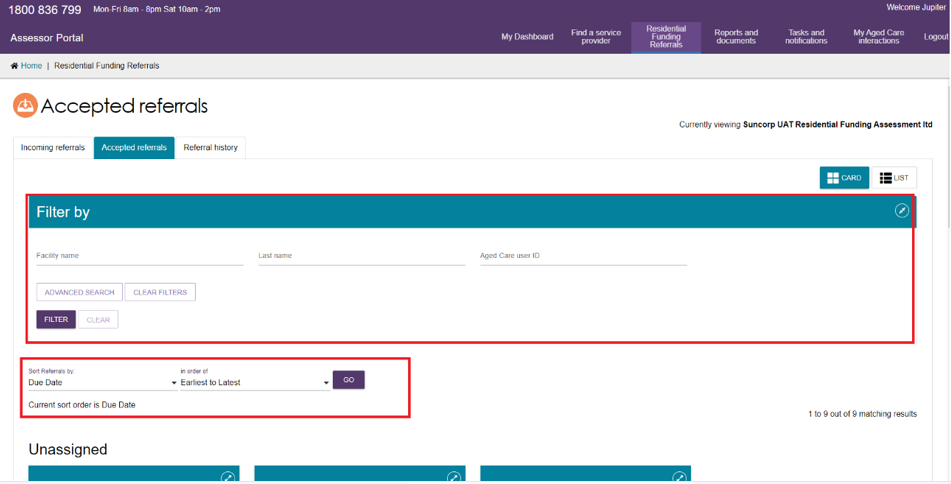 1800 836 799 Mon-Fri 8am - 8pm Sat 10am - 2pm
Welcome Jupiter
Assessor Portal
My Dashboard
Find a service
provider
Residential
Funding
Referrals
Reports and
documents
Tasks and
notifications
My Aged Care
interactions
Logout
Home | Residential Funding Referrals
Accepted referrals
Currently viewing Suncorp UAT Residential Funding Assessment ltd
Incoming referrals Accepted referrals Referral history
CARD LIST
Filter by
Facility name Last name Aged Care user ID
ADVANCED SEARCH CLEAR FILTERS
FILTER CLEAR
Sort Referrals by: in order of
Due Date Earliest to Latest GO
Current sort order is Due Date
1 to 9 out of 9 matching results
Unassigned